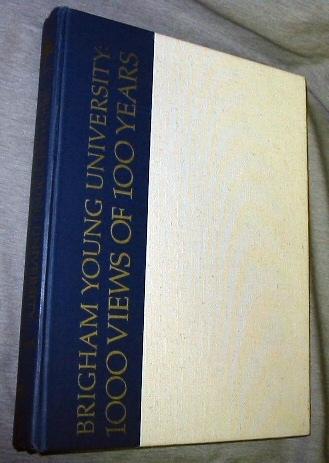 BRIGHAM YOUNG UNIVERSITY:
1000 VIEWS OF 100 YEARS